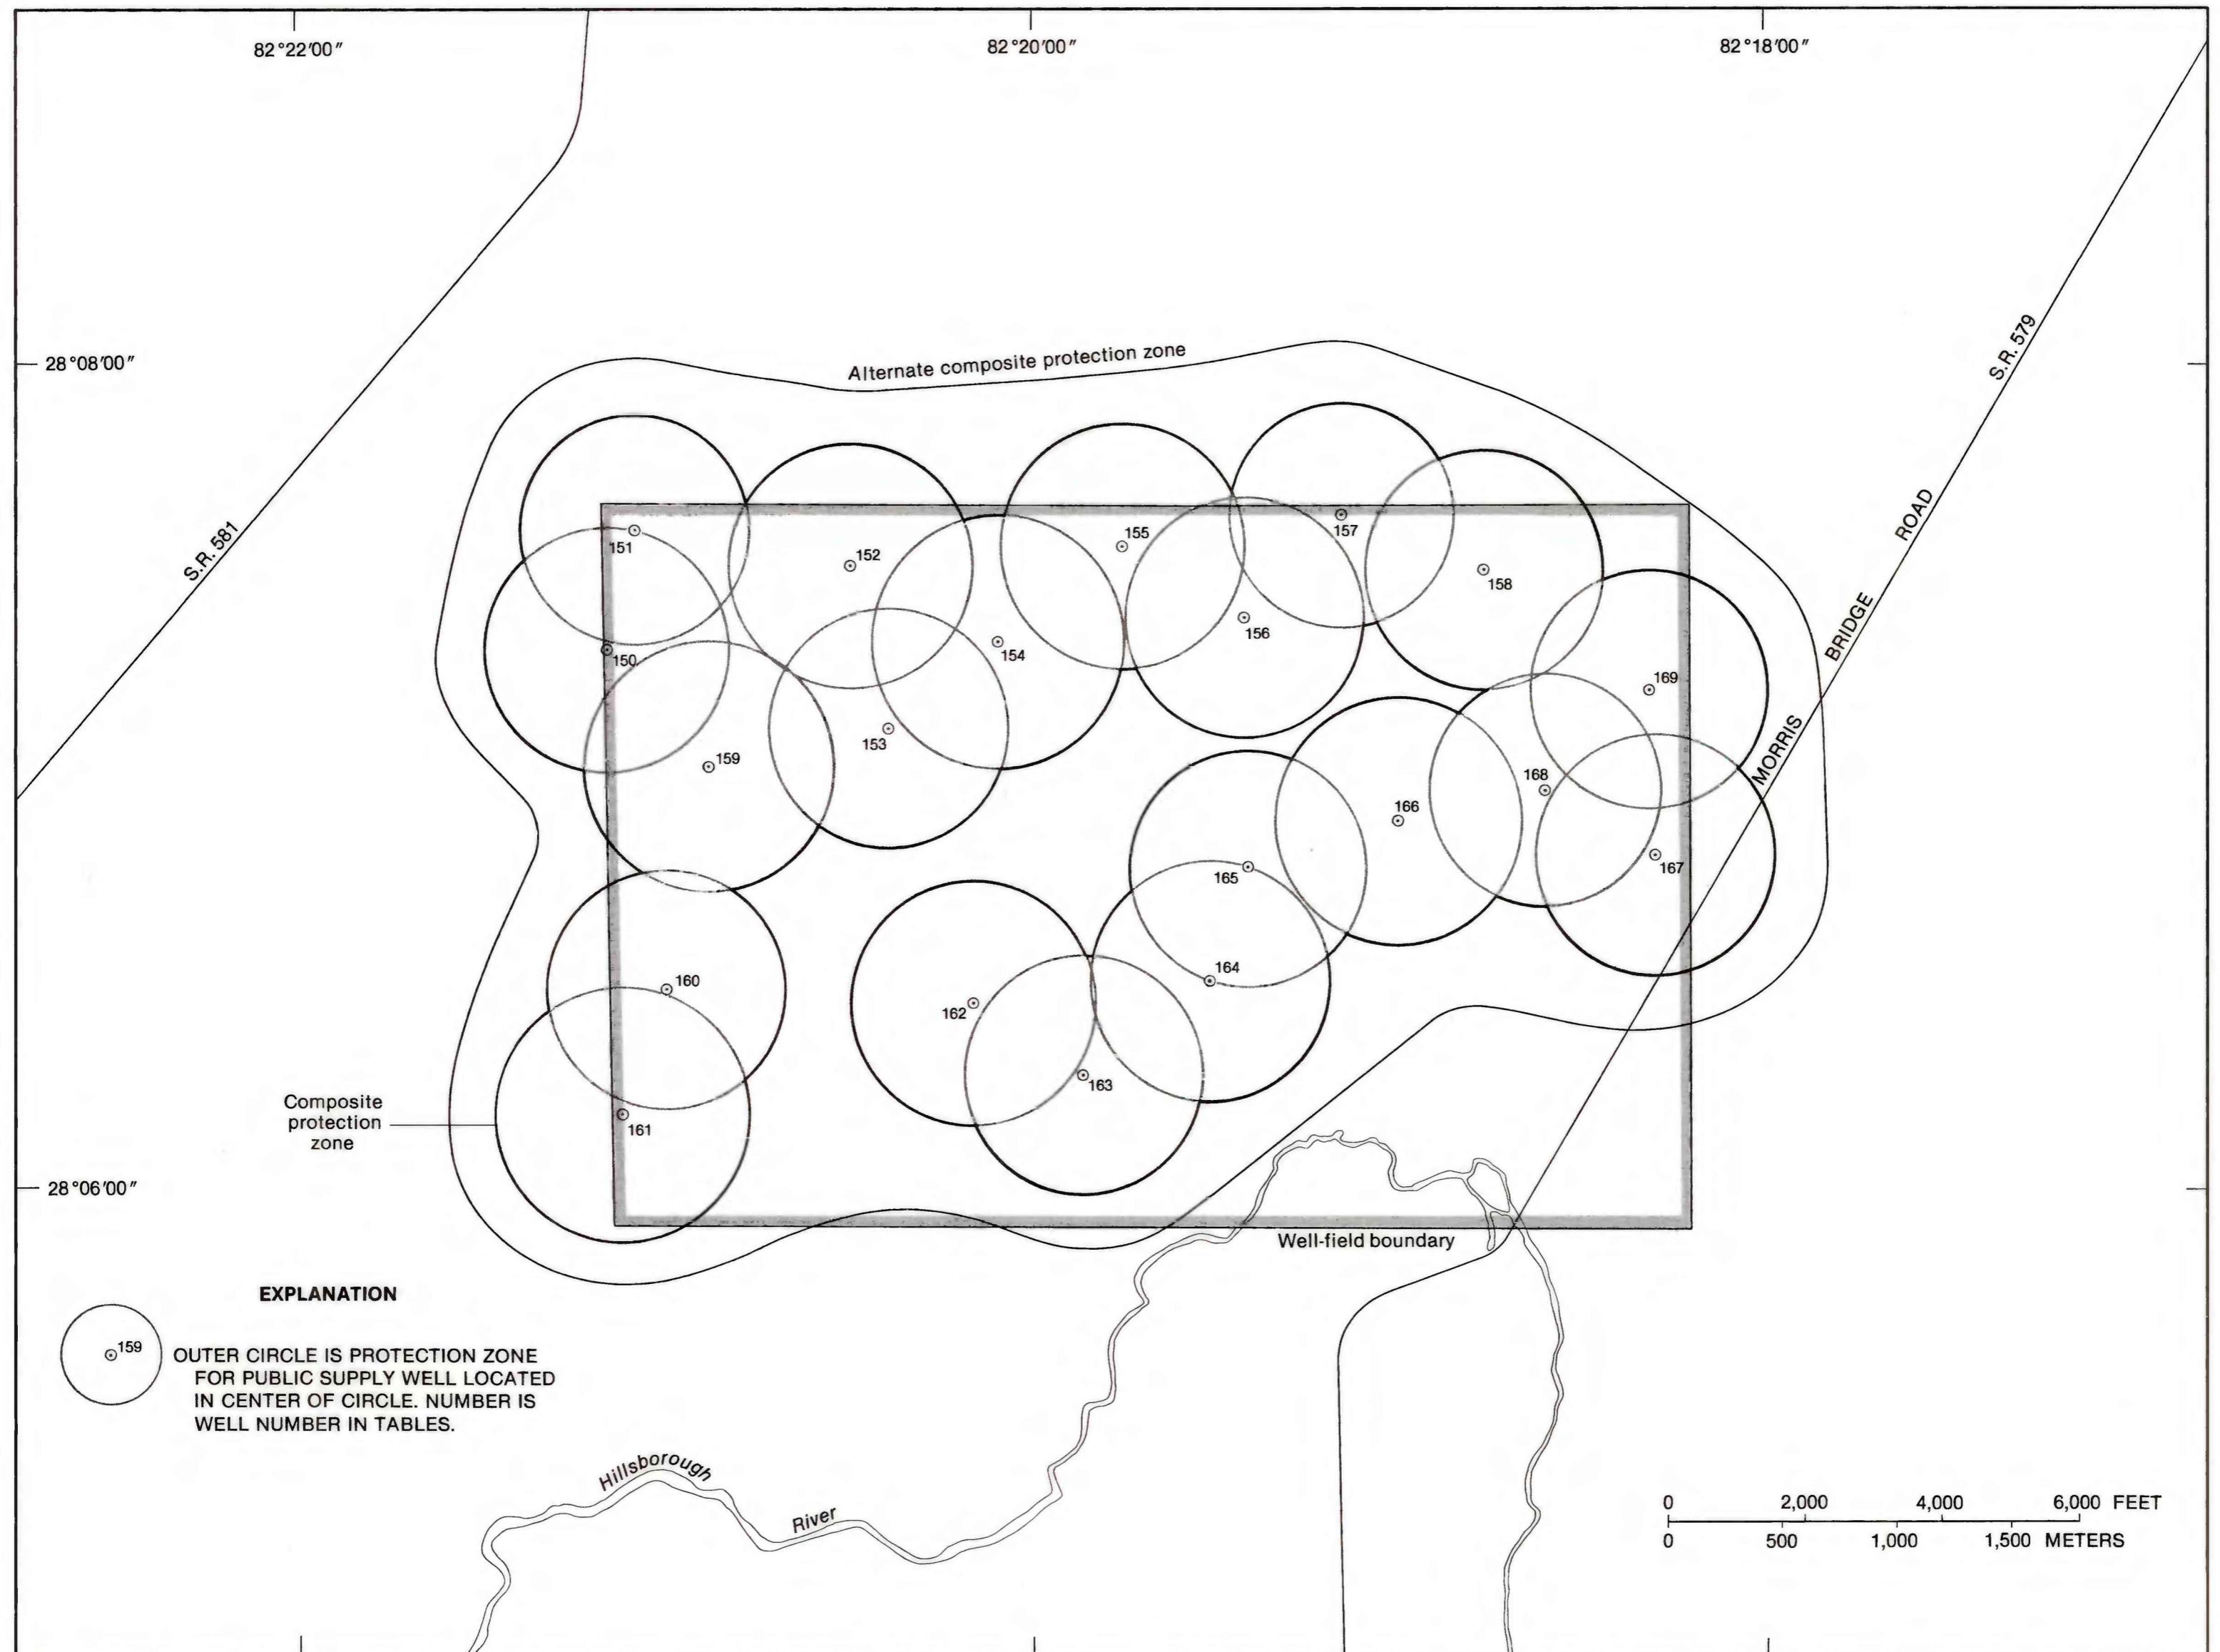 82°22'00"
82°20'00"
82°18'00"
S.R. 579
28°08'00"
Alternate composite protection zone
ROAD
S.R. 581
151
152
155
157
158
156
150
154
BRIDGE
169
153
159
MORRIS
168
166
165
167
164
160
162
163
Composite
protection
zone
161
28°06'00"
Well-field boundary
EXPLANATION
159
OUTER CIRCLE IS PROTECTION ZONE
FOR PUBLIC SUPPLY WELL LOCATED
IN CENTER OF CIRCLE. NUMBER IS
WELL NUMBER IN TABLES.
Hillsborough
River
0 2,000 4,000 6,000 FEET
0 500 1,000 1,500 METERS